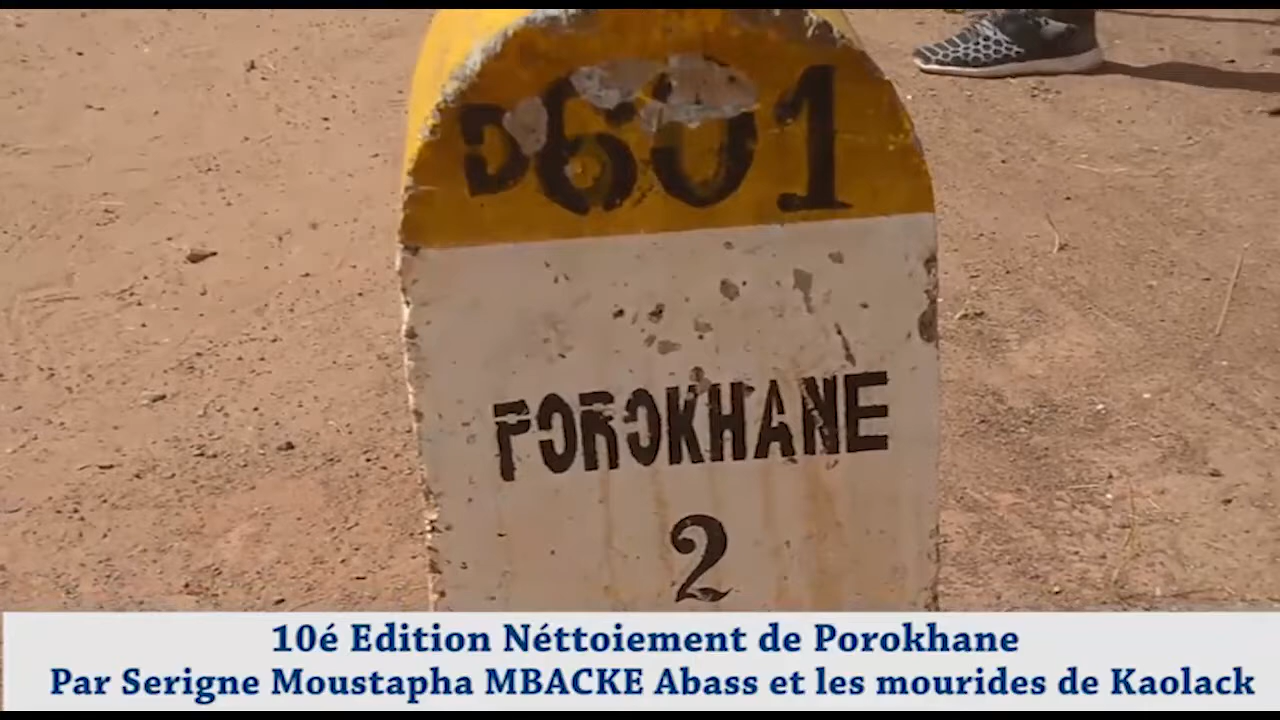 D601
POROKHANE
2
10é Edition Néttoiement de Porokhane
Par Serigne Moustapha MBACKE Abass et les mourides de Kaolack